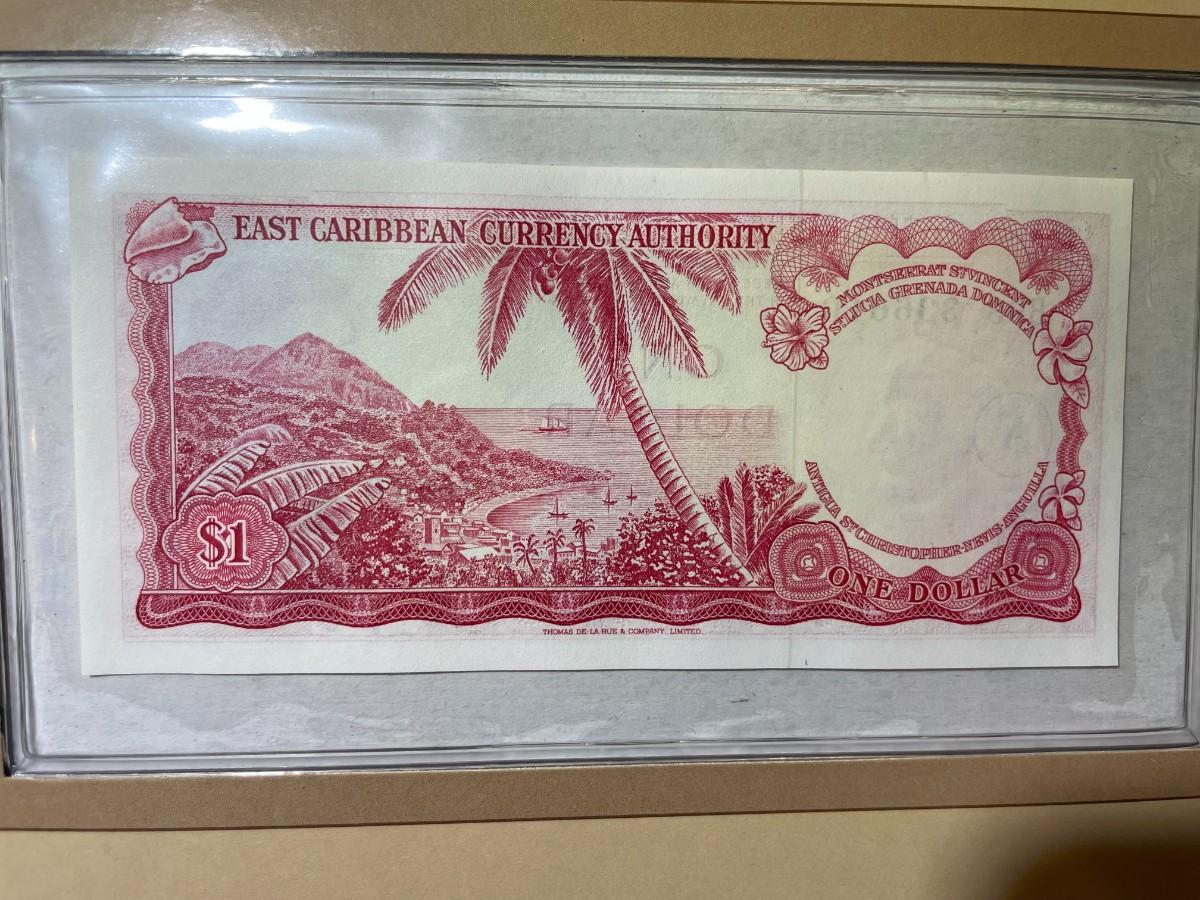 EAST CARIBBEAN CURRENCY AUTHORITY
MONTSERRAT ST VINCENT
ST LUCIA GRENADA DOMINICA
ANTIGUA ST CHRISTOPHER-NEVIS-ANGUILLA
$1
ONE DOLLAR
THOMAS DE LA RUE & COMPANY, LIMITED.